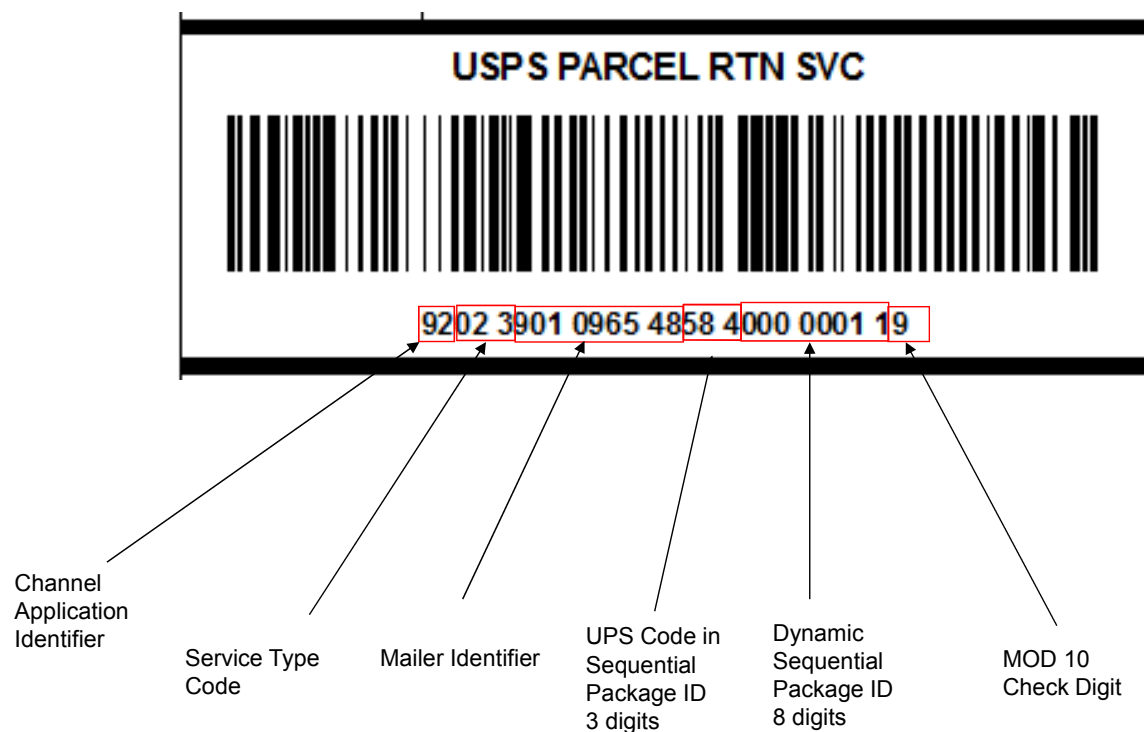 USPS PARCEL RTN SVC
9202 3901 0965 4858 4000 0001 19
Channel
Application
Identifier
Service Type
Code
Mailer Identifier
UPS Code in
Sequential
Package ID
3 digits
Dynamic
Sequential
Package ID
8 digits
MOD 10
Check Digit